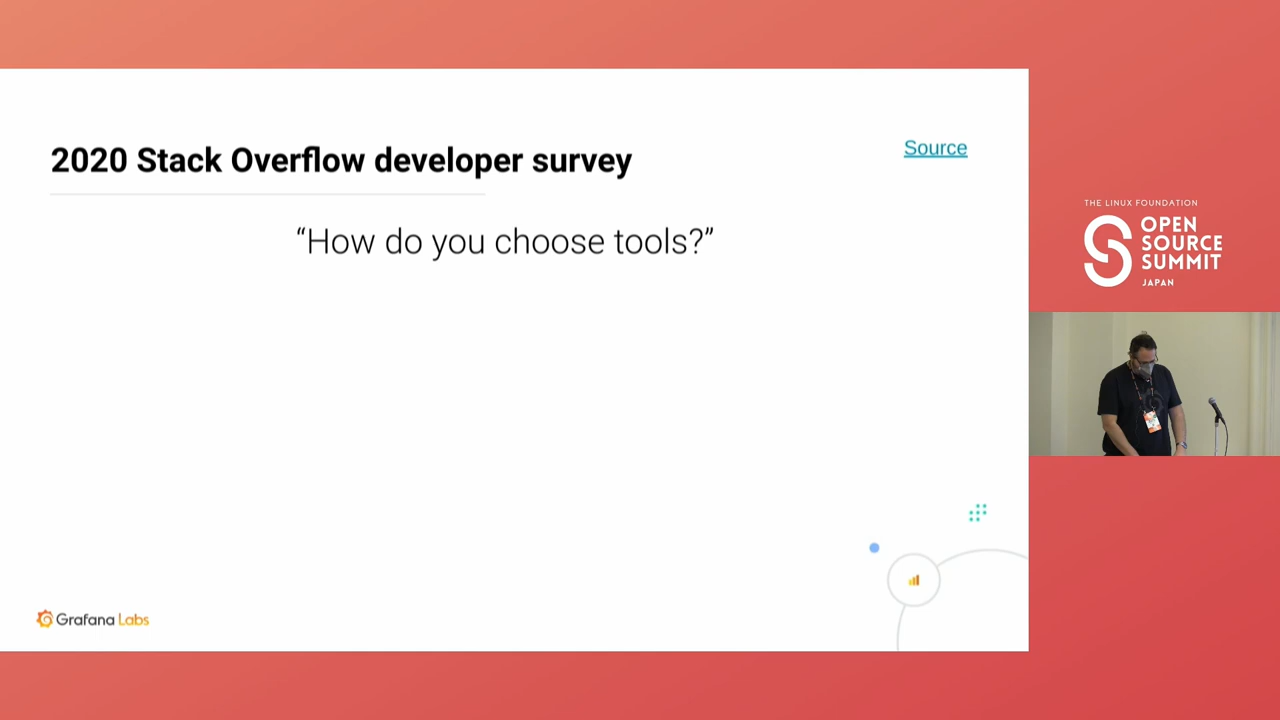 2020 Stack Overflow developer survey
Source
“How do you choose tools?”
Grafana Labs
THE LINUX FOUNDATION
OPEN
SOURCE
SUMMIT
JAPAN